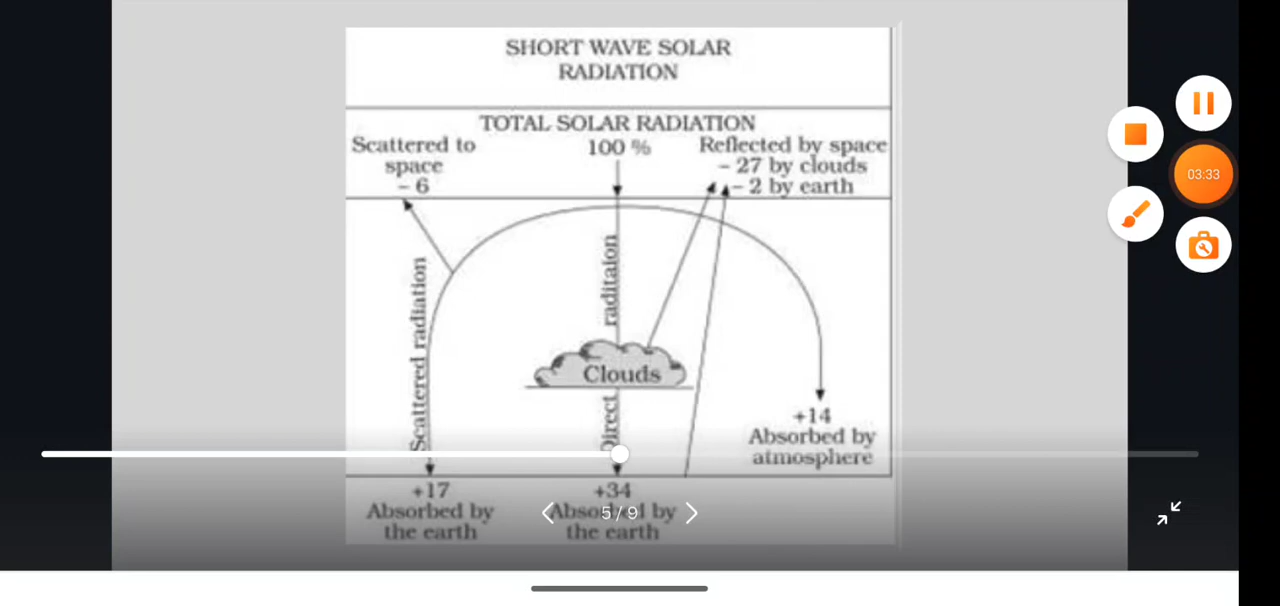 SHORT WAVE SOLAR
RADIATION
TOTAL SOLAR RADIATION
Scattered to
space
– 6
100 %
Reflected by space
– 27 by clouds
– 2 by earth
Scattered radiation
Direct raditaion
Clouds
+14
Absorbed by
atmosphere
+17
Absorbed by
the earth
+34
Absorbed by
the earth
5 / 9
03:33